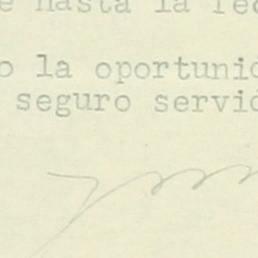 e hasta la fec
o la oportunid
seguro servid